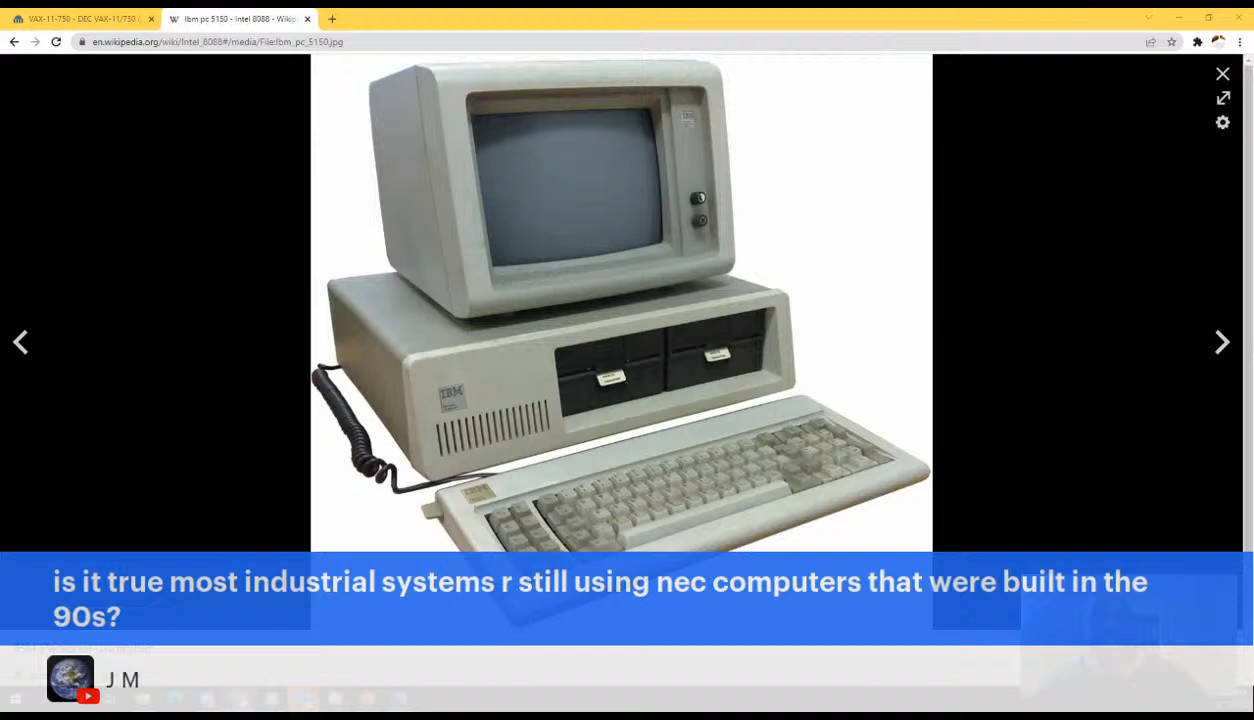 VAX-11-750 - DEC VAX-11/750
Ibm pc 5150 - Intel 8088 - Wikip
en.wikipedia.org/wiki/Intel_8088#/media/File:Ibm_pc_5150.jpg
IBM
IBM
is it true most industrial systems r still using nec computers that were built in the
90s?
J M